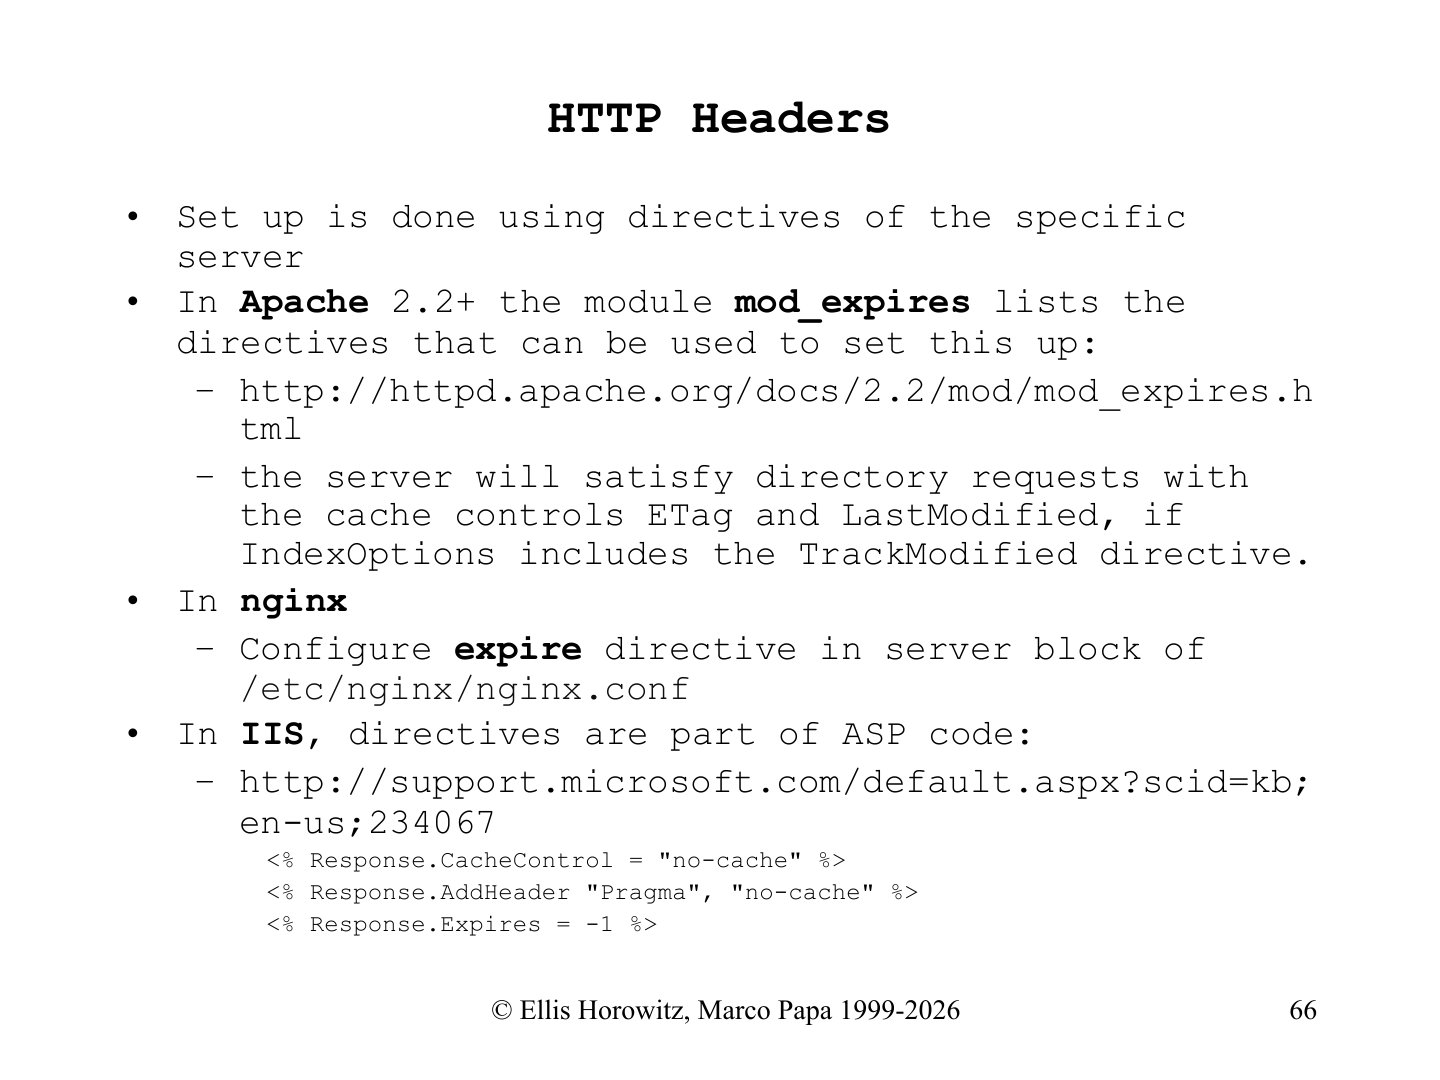 HTTP Headers
• Set up is done using directives of the specific
server
• In Apache 2.2+ the module mod_expires lists the
directives that can be used to set this up:
– http://httpd.apache.org/docs/2.2/mod/mod_expires.h
tml
– the server will satisfy directory requests with
the cache controls ETag and LastModified, if
IndexOptions includes the TrackModified directive.
• In nginx
– Configure expire directive in server block of
/etc/nginx/nginx.conf
• In IIS, directives are part of ASP code:
– http://support.microsoft.com/default.aspx?scid=kb;
en-us;234067
<% Response.CacheControl = "no-cache" %>
<% Response.AddHeader "Pragma", "no-cache" %>
<% Response.Expires = -1 %>
© Ellis Horowitz, Marco Papa 1999-2026
66